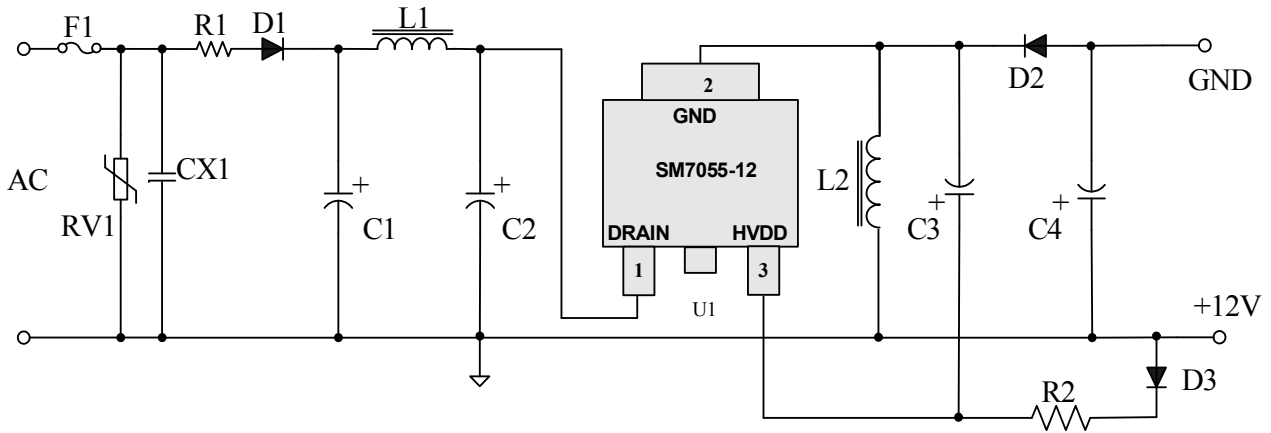 F1
R1
D1
L1
AC
RV1
CX1
C1
C2
2
GND
SM7055-12
DRAIN
HVDD
1
3
U1
L2
C3
D2
C4
GND
+12V
D3
R2
+
+
+
+